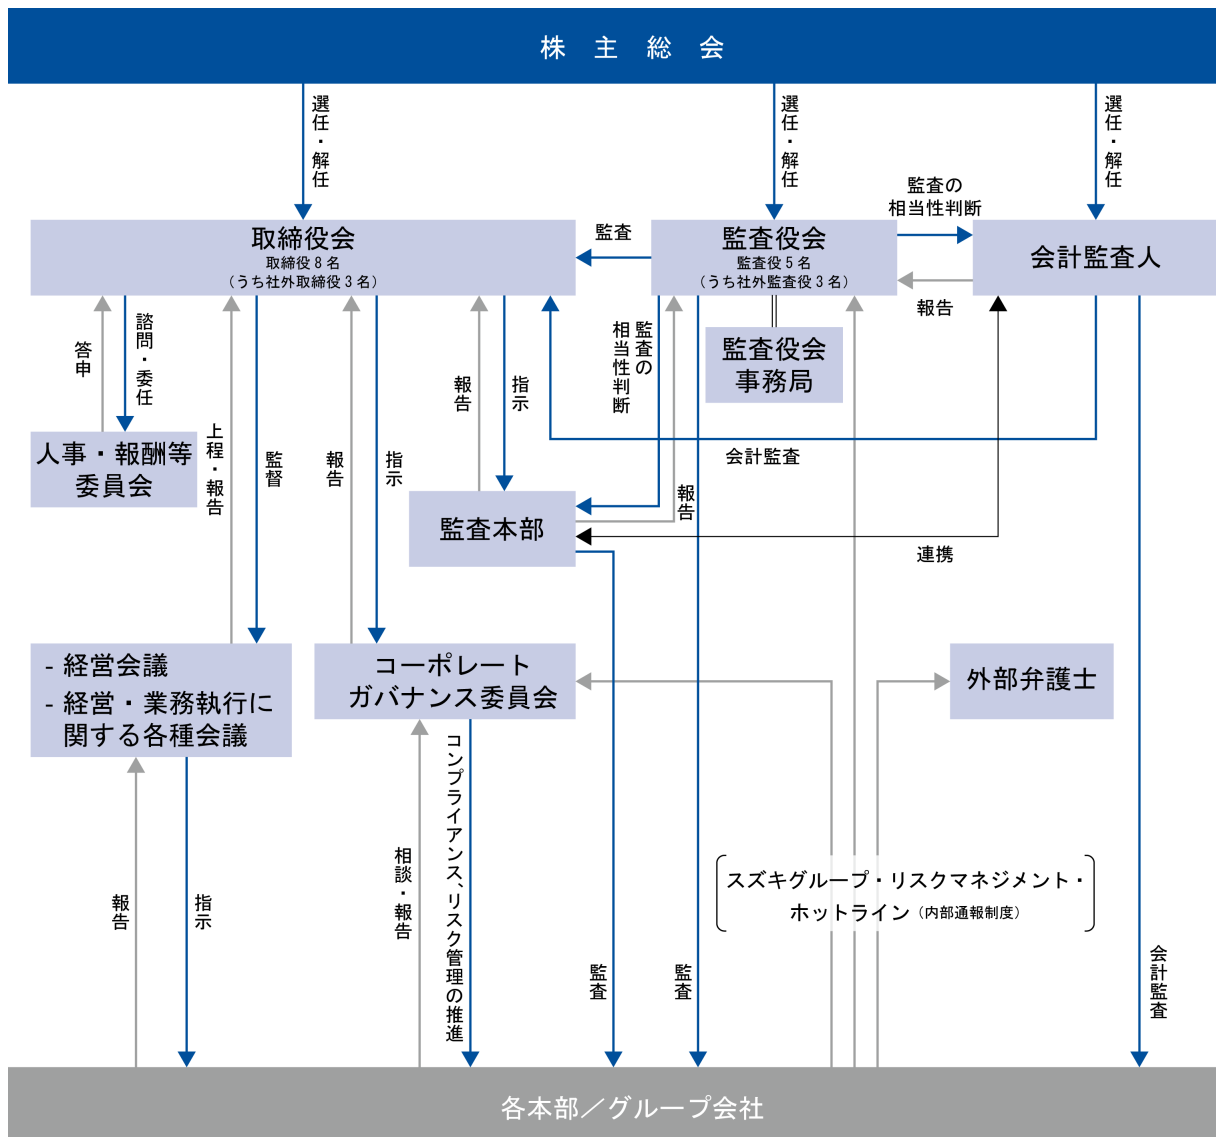 株主総会
選任・解任
選任・解任
選任・解任
取締役会
取締役8名
（うち社外取締役3名）
監査
監査役会
監査役5名
（うち社外監査役3名）
監査の
相当性判断
報告
会計監査人
監査役会
事務局
答申
諮問・委任
人事・報酬等
委員会
上程・報告
監督
報告
指示
報告
指示
監査の
相当性判断
報告
会計監査
連携
監査本部
- 経営会議
- 経営・業務執行に
関する各種会議
コーポレート
ガバナンス委員会
外部弁護士
報告
指示
相談・報告
コンプライアンス、リスク管理の推進
監査
監査
スズキグループ・リスクマネジメント・
ホットライン（内部通報制度）
会計監査
各本部／グループ会社